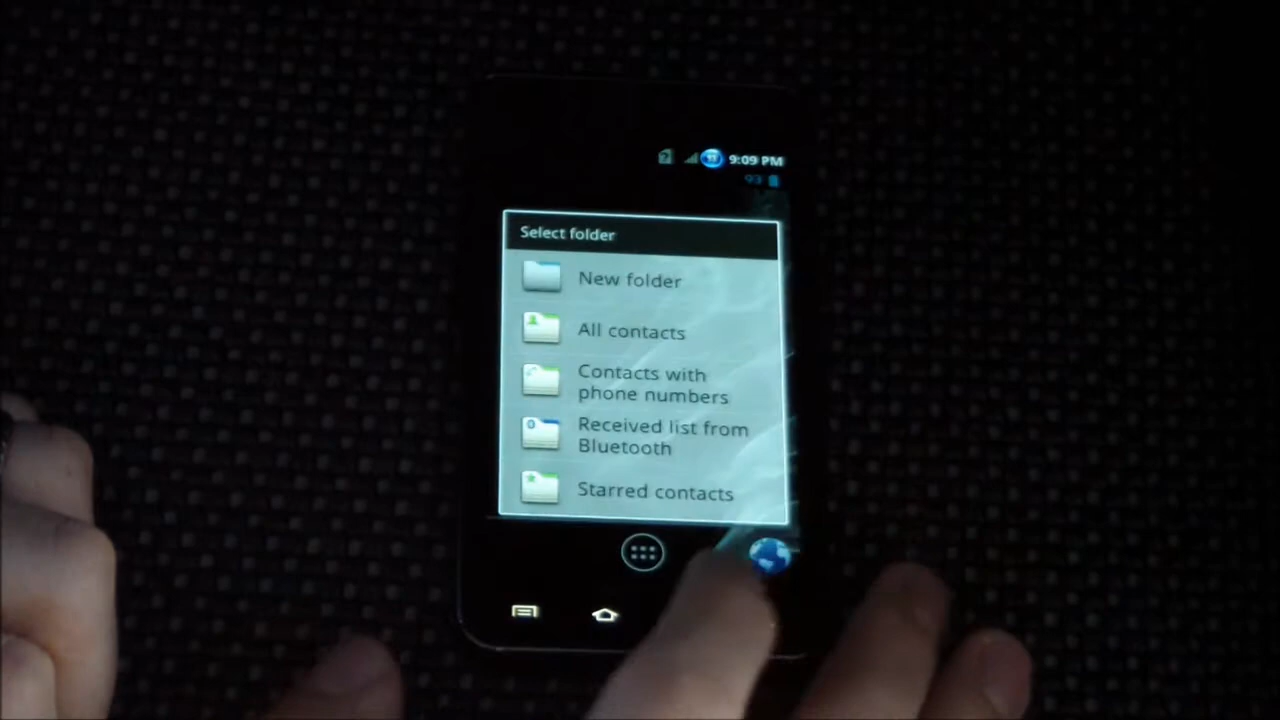 9:09 PM
93
Select folder
New folder
All contacts
Contacts with
phone numbers
Received list from
Bluetooth
Starred contacts